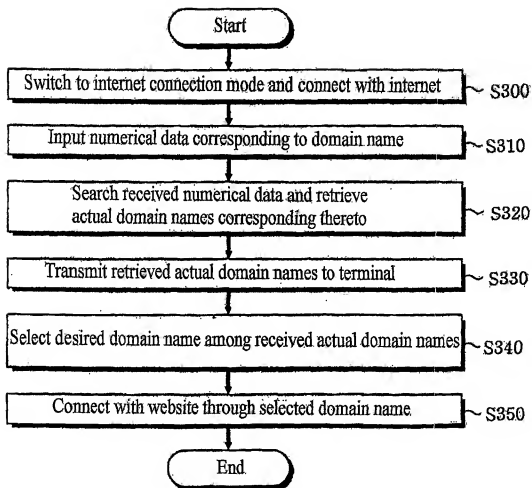 Start
Switch to internet connection mode and connect with internet
S300
Input numerical data corresponding to domain name
S310
Search received numerical data and retrieve
actual domain names corresponding thereto
S320
Transmit retrieved actual domain names to terminal
S330
Select desired domain name among received actual domain names
S340
Connect with website through selected domain name
S350
End